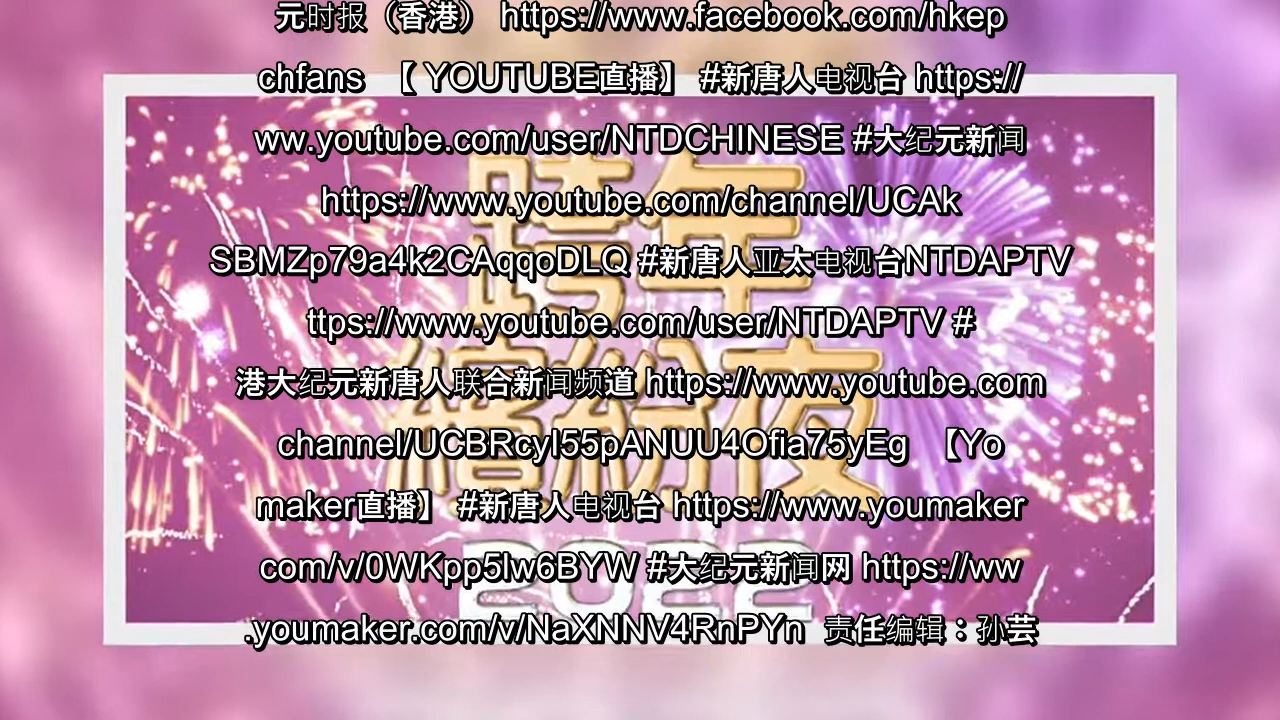 元时报（香港） https://www.facebook.com/hkep
chfans 【 YOUTUBE直播】 #新唐人电视台 https://
ww.youtube.com/user/NTDCHINESE #大纪元新闻
https://www.youtube.com/channel/UCAk
SBMZp79a4k2CAqqoDLQ #新唐人亚太电视台NTDAPTV
ttps://www.youtube.com/user/NTDAPTV #
港大纪元新唐人联合新闻频道 https://www.youtube.com
channel/UCBRcyI55pANUU4Ofia75yEg 【Yo
maker直播】 #新唐人电视台 https://www.youmaker
com/v/0WKpp5lw6BYW #大纪元新闻网 https://ww
.youmaker.com/v/NaXNNV4RnPYn 责任编辑：孙芸
跨年
繽紛夜
2022